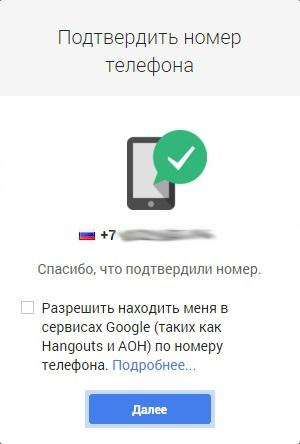 Подтвердить номер
телефона
+7
Спасибо, что подтвердили номер.
Разрешить находить меня в
сервисах Google (таких как
Hangouts и АОН) по номеру
телефона. Подробнее...
Далее